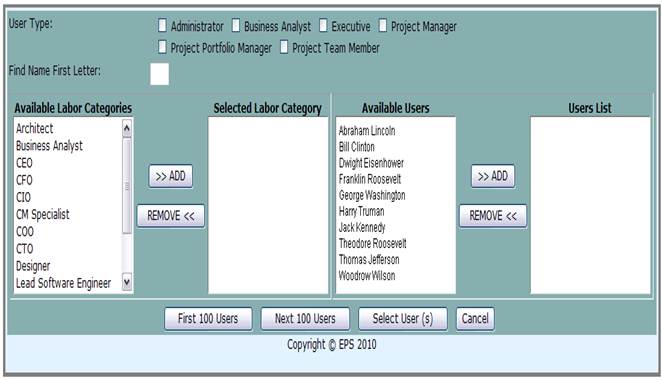 User Type:
Administrator Business Analyst Executive Project Manager
Project Portfolio Manager Project Team Member
Find Name First Letter:
Available Labor Categories
Architect
Business Analyst
CEO
CFO
CIO
CM Specialist
COO
CTO
Designer
Lead Software Engineer
>> ADD
REMOVE <<
Selected Labor Category
Available Users
Abraham Lincoln
Bill Clinton
Dwight Eisenhower
Franklin Roosevelt
George Washington
Harry Truman
Jack Kennedy
Theodore Roosevelt
Thomas Jefferson
Woodrow Wilson
>> ADD
REMOVE <<
Users List
First 100 Users Next 100 Users Select User (s) Cancel
Copyright © EPS 2010